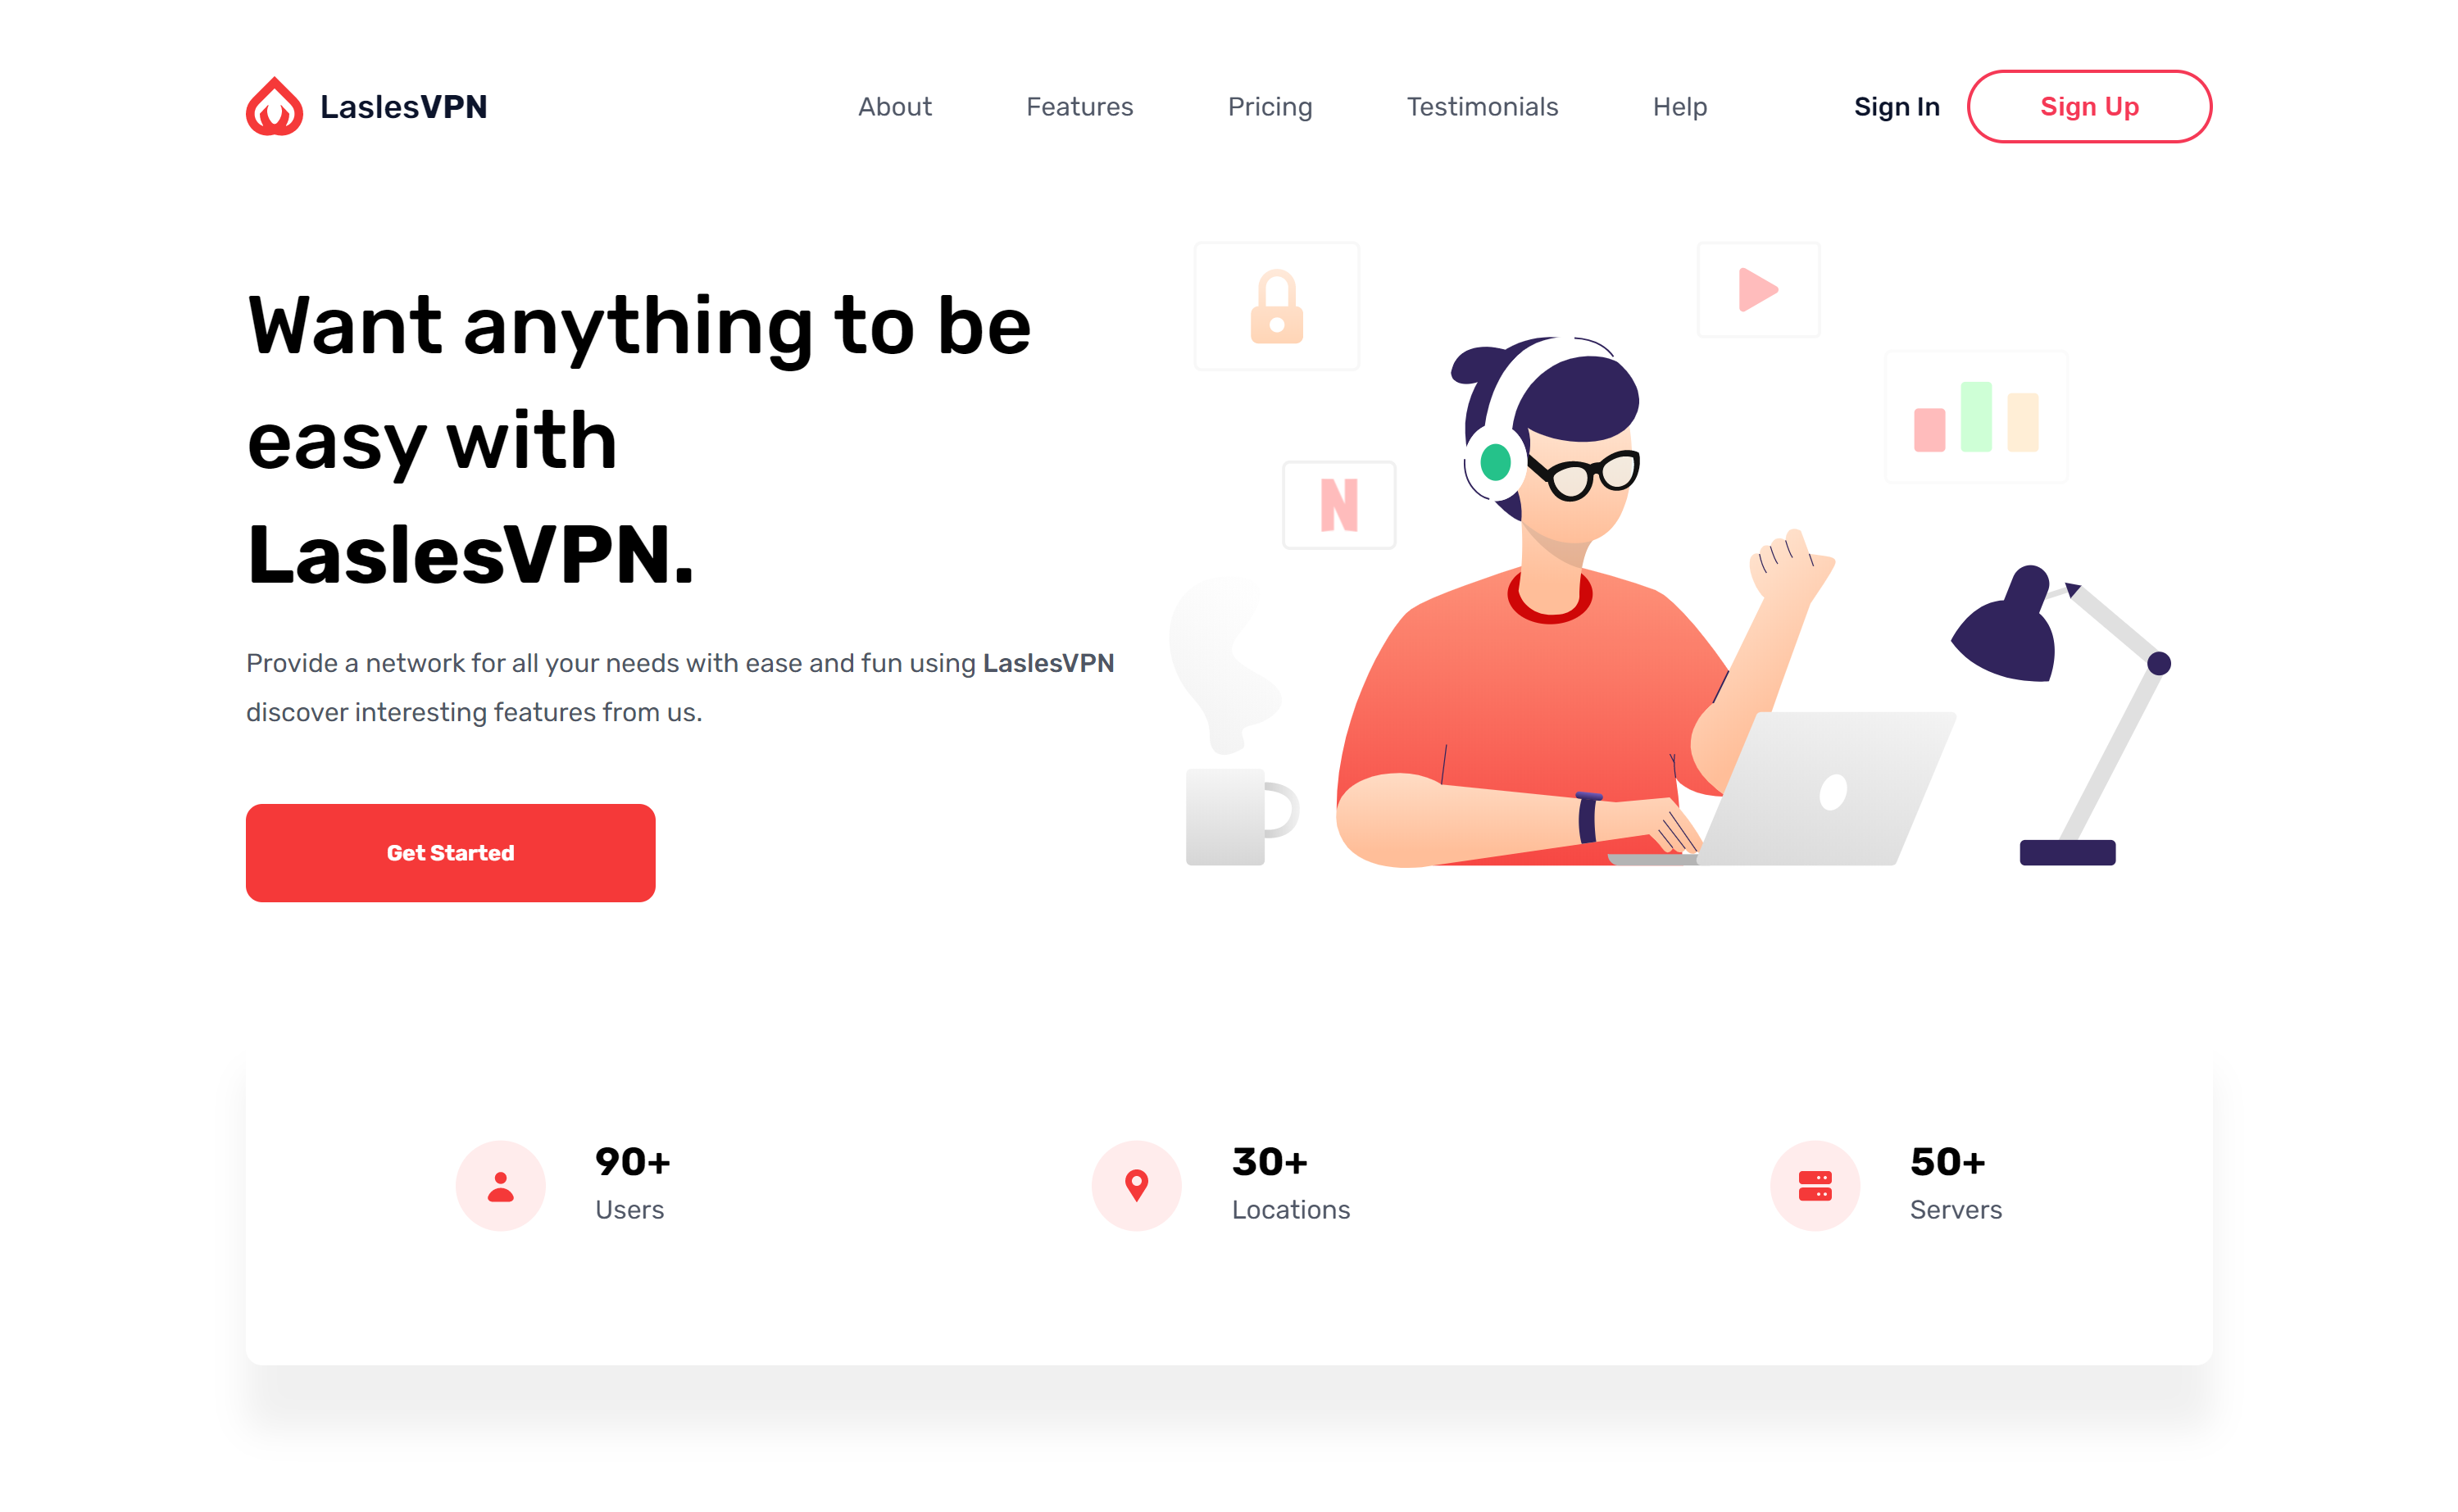 LaslesVPN
About Features Pricing Testimonials Help Sign In Sign Up
Want anything to be
easy with
LaslesVPN.
Provide a network for all your needs with ease and fun using LaslesVPN
discover interesting features from us.
Get Started
N
90+
Users
30+
Locations
50+
Servers